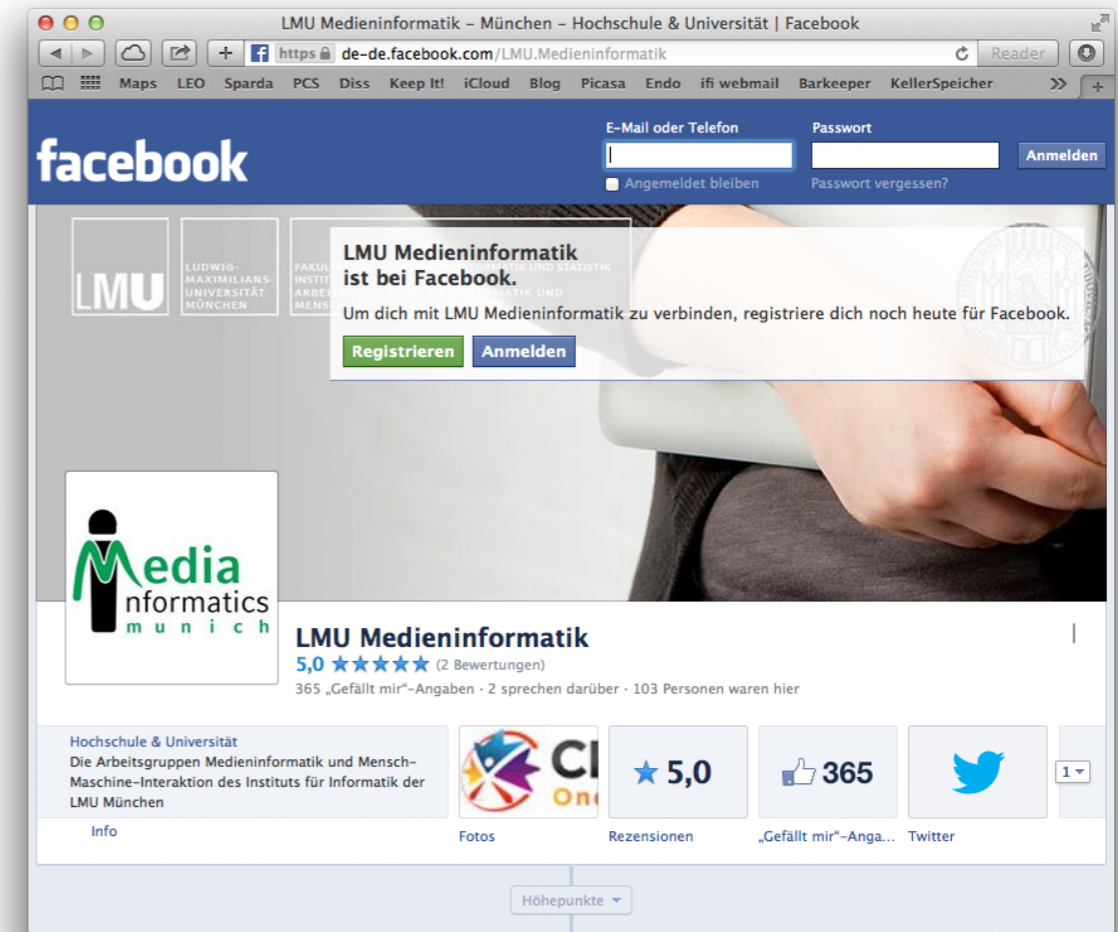 LMU Medieninformatik – München – Hochschule & Universität | Facebook
https de-de.facebook.com/LMU.Medieninformatik
Reader
Maps LEO Sparda PCS Diss Keep It! iCloud Blog Picasa Endo ifi webmail Barkeeper KellerSpeicher
facebook
E-Mail oder Telefon
Passwort
Anmelden
Angemeldet bleiben
Passwort vergessen?
LMU
LUDWIG-
MAXIMILIANS-
UNIVERSITÄT
MÜNCHEN
LMU Medieninformatik
ist bei Facebook.
Um dich mit LMU Medieninformatik zu verbinden, registriere dich noch heute für Facebook.
Registrieren Anmelden
Media
Informatics
munich
LMU Medieninformatik
5,0 ★★★★★ (2 Bewertungen)
365 „Gefällt mir“-Angaben · 2 sprechen darüber · 103 Personen waren hier
Hochschule & Universität
Die Arbeitsgruppen Medieninformatik und Mensch-
Maschine-Interaktion des Instituts für Informatik der
LMU München
Info
Fotos
★ 5,0
Rezensionen
365
„Gefällt mir“-Anga...
Twitter
1
Höhepunkte